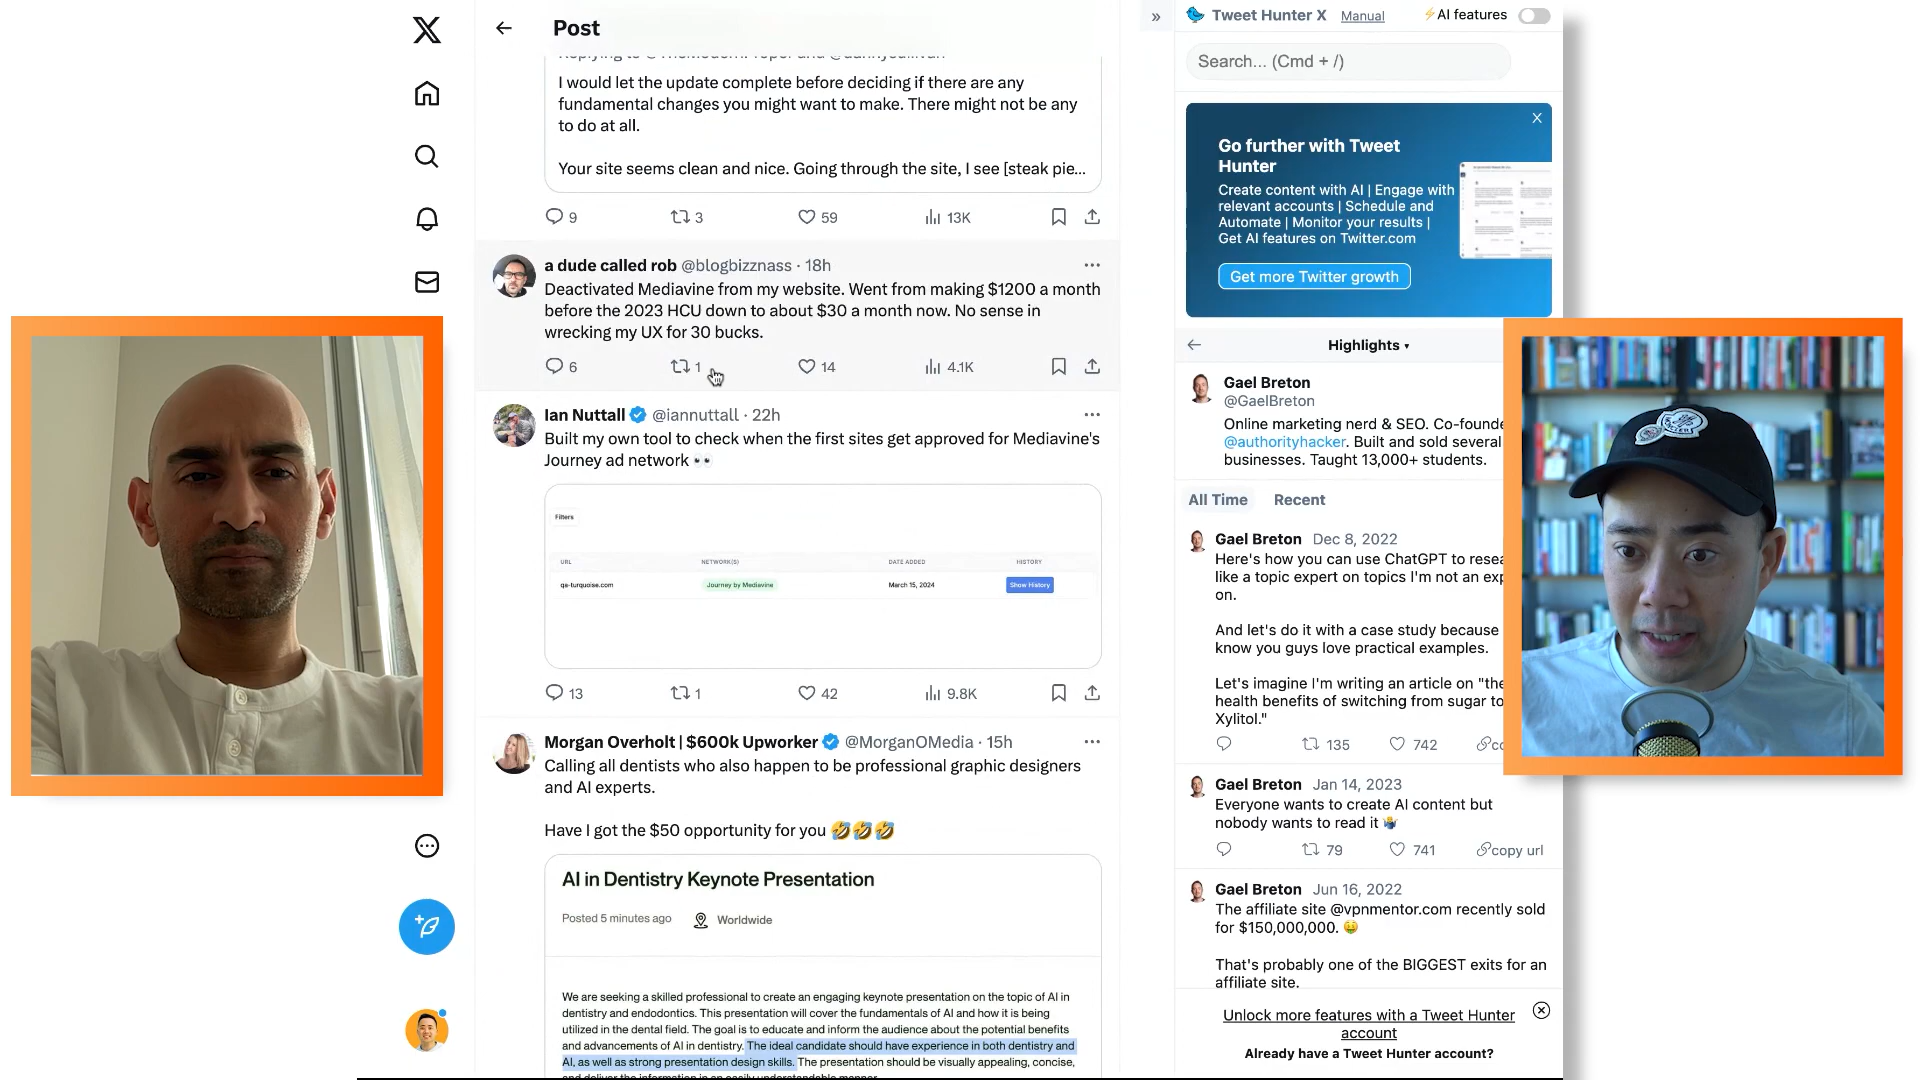 Post
» Tweet Hunter X Manual ⚡AI features
Search... (Cmd + /)
I would let the update complete before deciding if there are any
fundamental changes you might want to make. There might not be any
to do at all.
Your site seems clean and nice. Going through the site, I see [steak pie...
9 3 59 13K
a dude called rob @blogbizznass · 18h
Deactivated Mediavine from my website. Went from making $1200 a month
before the 2023 HCU down to about $30 a month now. No sense in
wrecking my UX for 30 bucks.
6 1 14 4.1K
Ian Nuttall @iannuttall · 22h
Built my own tool to check when the first sites get approved for Mediavine's
Journey ad network 👀
Filters
URL NETWORK(S) DATE ADDED HISTORY
qe-turquoise.com Journey by Mediavine March 15, 2024 Show History
13 1 42 9.8K
Morgan Overholt | $600k Upworker @MorganOMedia · 15h
Calling all dentists who also happen to be professional graphic designers
and AI experts.
Have I got the $50 opportunity for you 🤣🤣🤣
AI in Dentistry Keynote Presentation
Posted 5 minutes ago Worldwide
We are seeking a skilled professional to create an engaging keynote presentation on the topic of AI in
dentistry and endodontics. This presentation will cover the fundamentals of AI and how it is being
utilized in the dental field. The goal is to educate and inform the audience about the potential benefits
and advancements of AI in dentistry. The ideal candidate should have experience in both dentistry and
AI, as well as strong presentation design skills. The presentation should be visually appealing, concise,
Go further with Tweet
Hunter
X
Create content with AI | Engage with
relevant accounts | Schedule and
Automate | Monitor your results |
Get AI features on Twitter.com
Get more Twitter growth
Highlights ▾
Gael Breton
@GaelBreton
Online marketing nerd & SEO. Co-founde
@authorityhacker. Built and sold several
businesses. Taught 13,000+ students.
All Time Recent
Gael Breton Dec 8, 2022
Here's how you can use ChatGPT to resea
like a topic expert on topics I'm not an exp
on.
And let's do it with a case study because
know you guys love practical examples.
Let's imagine I'm writing an article on "the
health benefits of switching from sugar to
Xylitol."
135 742 co
Gael Breton Jan 14, 2023
Everyone wants to create AI content but
nobody wants to read it 🤷‍♂️
79 741 copy url
Gael Breton Jun 16, 2022
The affiliate site @vpnmentor.com recently sold
for $150,000,000. 🤑
That's probably one of the BIGGEST exits for an
affiliate site.
Unlock more features with a Tweet Hunter
account
Already have a Tweet Hunter account?